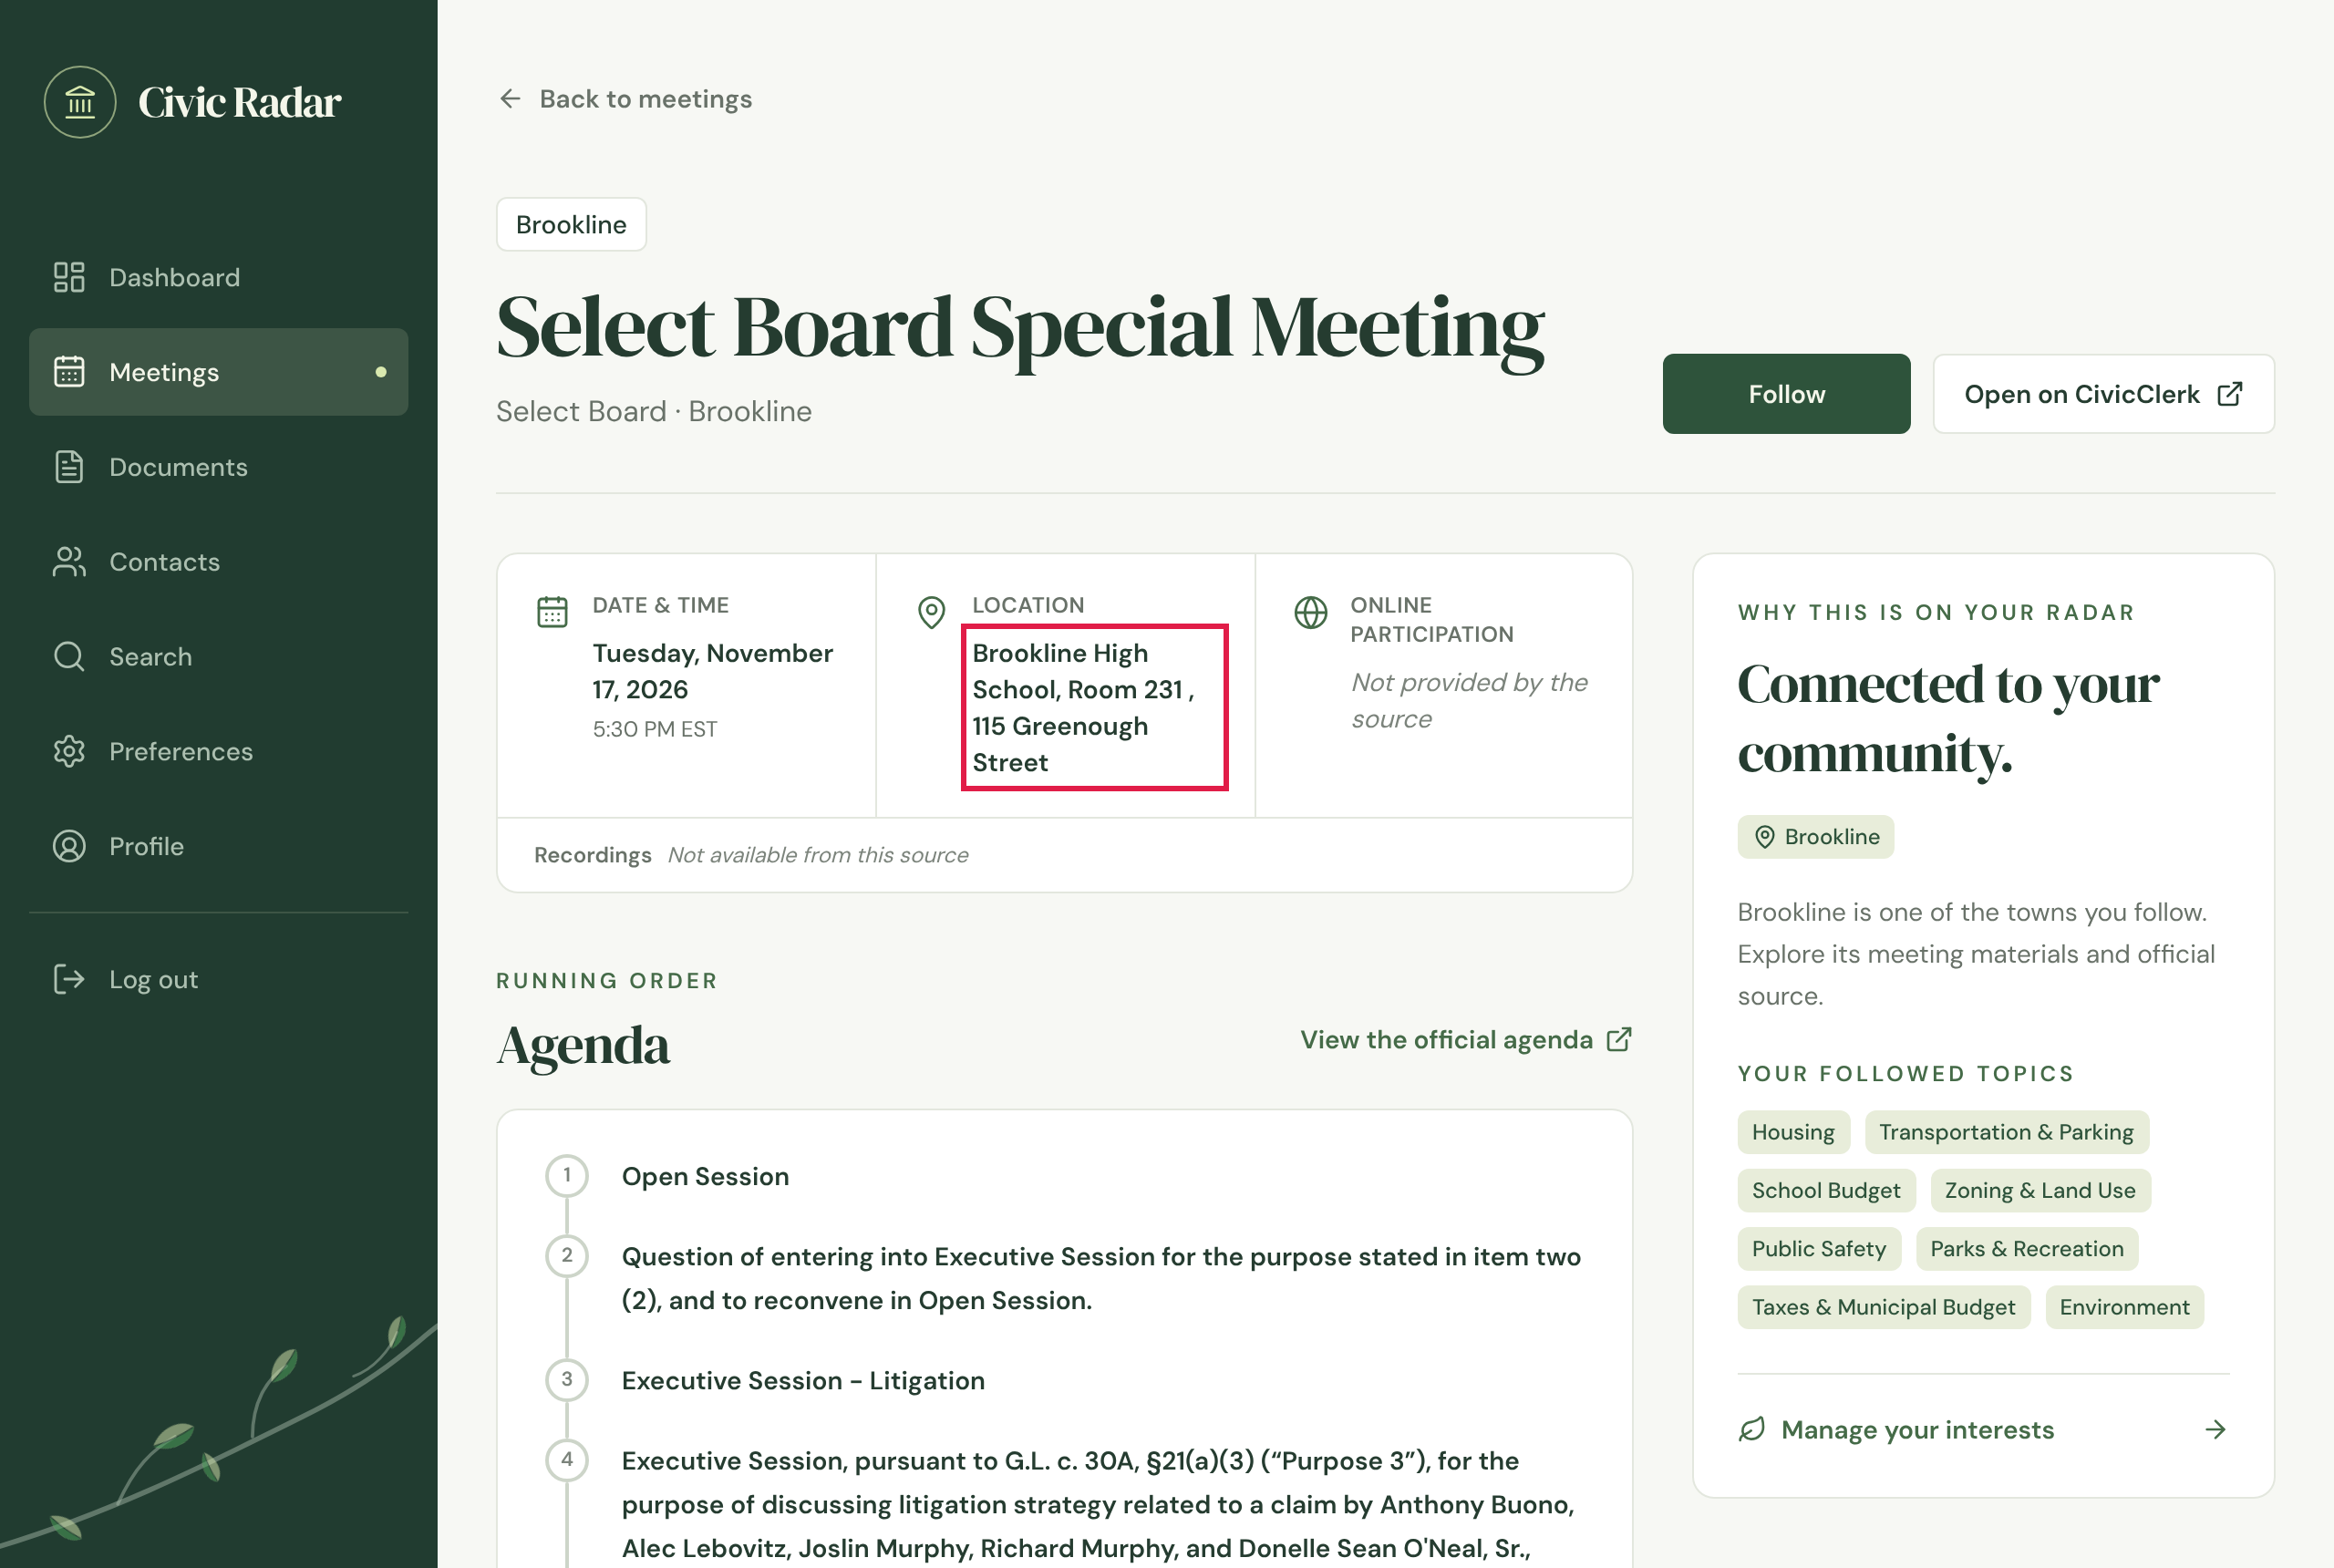 Civic Radar
Dashboard
Meetings
Documents
Contacts
Search
Preferences
Profile
Log out
Back to meetings
Brookline
Select Board Special Meeting
Select Board · Brookline
Follow
Open on CivicClerk
DATE & TIME
Tuesday, November
17, 2026
5:30 PM EST
LOCATION
Brookline High
School, Room 231 ,
115 Greenough
Street
ONLINE
PARTICIPATION
Not provided by the
source
Recordings Not available from this source
RUNNING ORDER
Agenda
View the official agenda
1 Open Session
2 Question of entering into Executive Session for the purpose stated in item two
(2), and to reconvene in Open Session.
3 Executive Session – Litigation
4 Executive Session, pursuant to G.L. c. 30A, §21(a)(3) (“Purpose 3”), for the
purpose of discussing litigation strategy related to a claim by Anthony Buono,
Alec Lebovitz, Joslin Murphy, Richard Murphy, and Donelle Sean O'Neal, Sr.,
WHY THIS IS ON YOUR RADAR
Connected to your
community.
Brookline
Brookline is one of the towns you follow.
Explore its meeting materials and official
source.
YOUR FOLLOWED TOPICS
Housing Transportation & Parking
School Budget Zoning & Land Use
Public Safety Parks & Recreation
Taxes & Municipal Budget Environment
Manage your interests